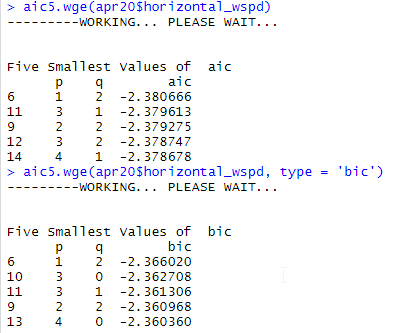 > aic5.wge(apr20$horizontal_wspd)
---------WORKING... PLEASE WAIT...
Five Smallest Values of  aic
p    q        aic
6     1    2  -2.380666
11    3    1  -2.379613
9     2    2  -2.379275
12    3    2  -2.378747
14    4    1  -2.378678
> aic5.wge(apr20$horizontal_wspd, type = 'bic')
---------WORKING... PLEASE WAIT...
Five Smallest Values of  bic
p    q        bic
6     1    2  -2.366020
10    3    0  -2.362708
11    3    1  -2.361306
9     2    2  -2.360968
13    4    0  -2.360360